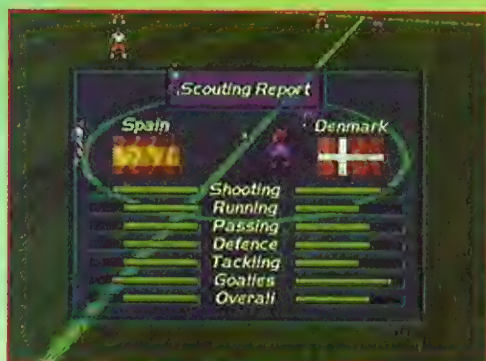 Scouting Report
Spain Denmark
Shooting
Running
Passing
Defence
Tackling
Goalies
Overall